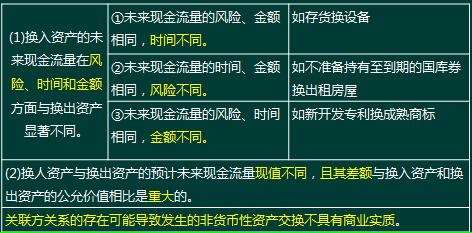 (1)换入资产的未
来现金流量在风
险、时间和金额
方面与换出资产
显著不同。
①未来现金流量的风险、金额
相同，时间不同。
如存货换设备
②未来现金流量的时间、金额
相同，风险不同。
如不准备持有至到期的国库券
换出租房屋
③未来现金流量的风险、时间
相同，金额不同。
如新开发专利换成熟商标
(2)换人资产与换出资产的预计未来现金流量现值不同，且其差额与换入资产和换
出资产的公允价值相比是重大的。
关联方关系的存在可能导致发生的非货币性资产交换不具有商业实质。